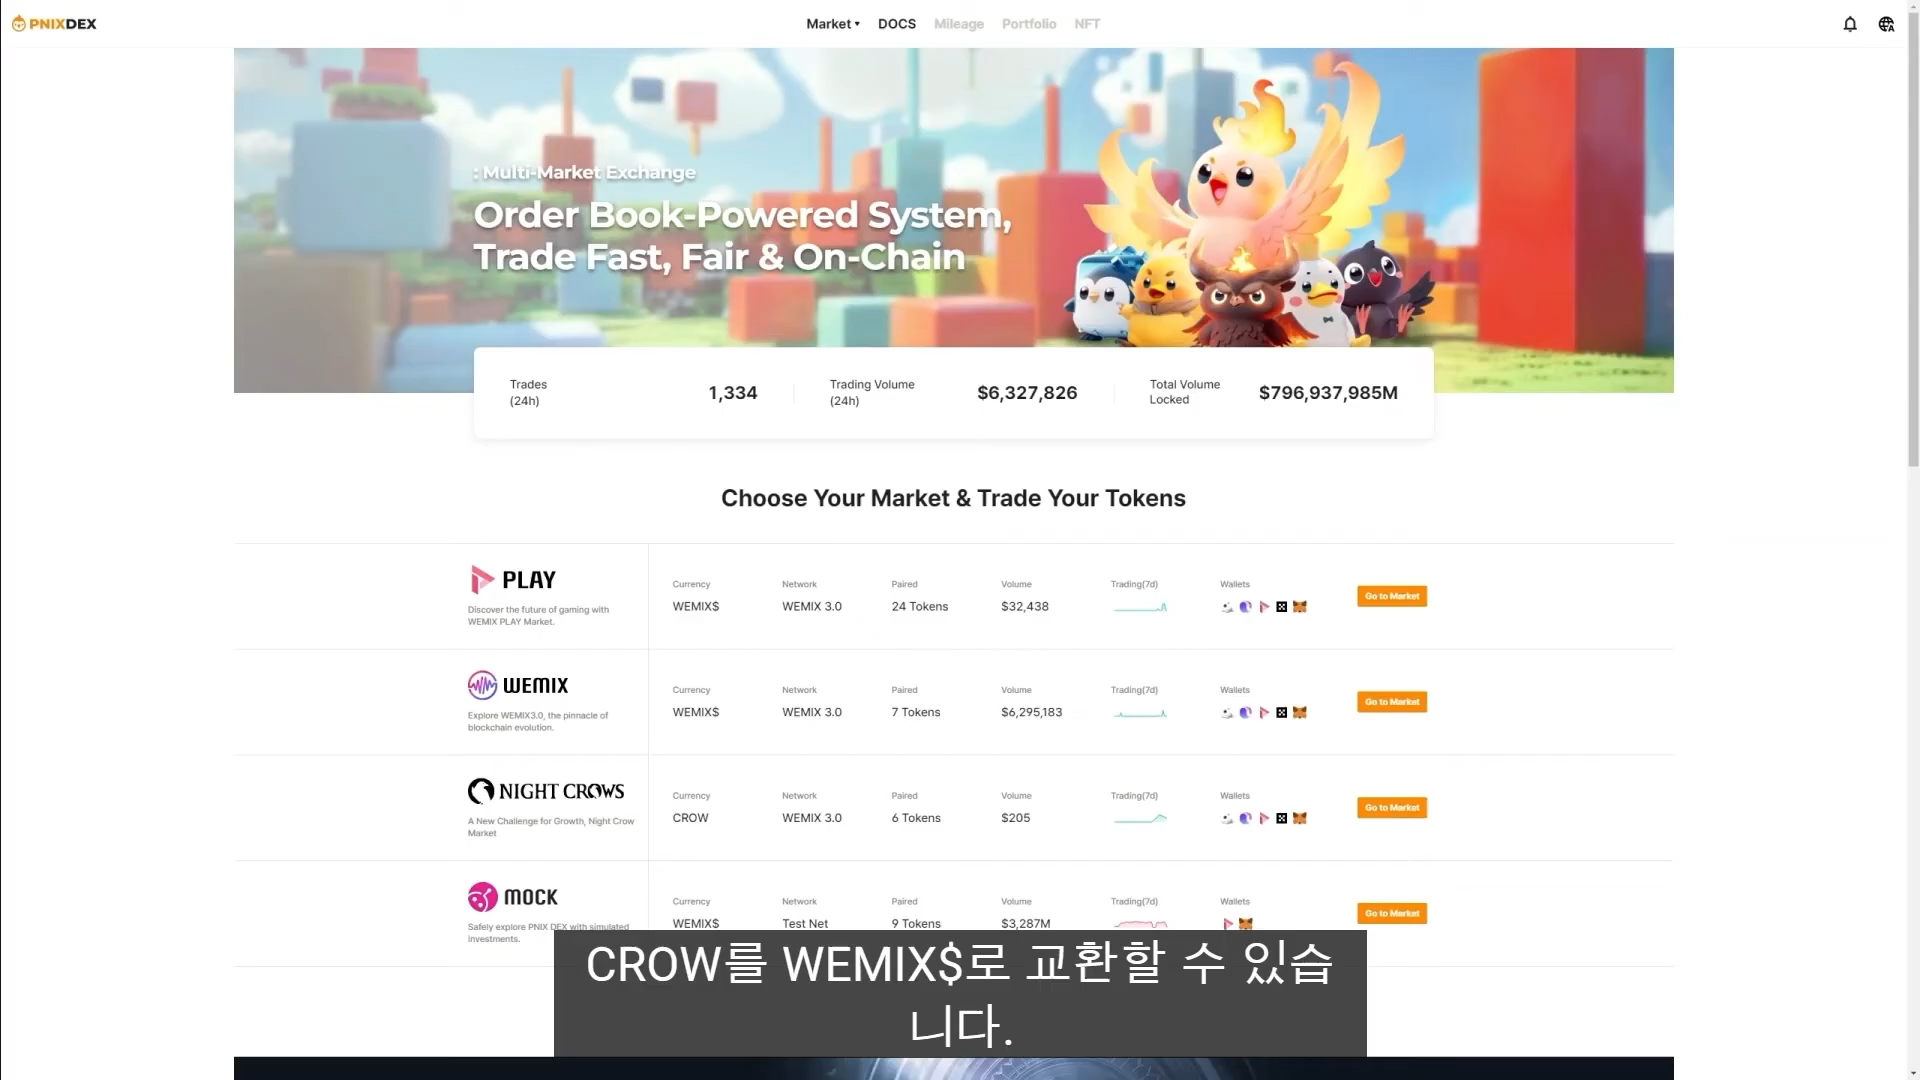 PNIXDEX
Market DOCS Mileage Portfolio NFT
: Multi-Market Exchange
Order Book-Powered System,
Trade Fast, Fair & On-Chain
Trades (24h) 1,334
Trading Volume (24h) $6,327,826
Total Volume Locked $796,937,985M
Choose Your Market & Trade Your Tokens
PLAY
Discover the future of gaming with
WEMIX PLAY Market.
Currency Network Paired Volume Trading(7d) Wallets
WEMIX$ WEMIX 3.0 24 Tokens $32,438
Go to Market
WEMIX
Explore WEMIX3.0, the pinnacle of
blockchain evolution.
Currency Network Paired Volume Trading(7d) Wallets
WEMIX$ WEMIX 3.0 7 Tokens $6,295,183
Go to Market
NIGHT CROWS
A New Challenge for Growth, Night Crow
Market
Currency Network Paired Volume Trading(7d) Wallets
CROW WEMIX 3.0 6 Tokens $205
Go to Market
MOCK
Safely explore PNIX DEX with simulated
investments.
Currency Network Paired Volume Trading(7d) Wallets
WEMIX$ Test Net 9 Tokens $3,287M
Go to Market
CROW를 WEMIX$로 교환할 수 있습
니다.